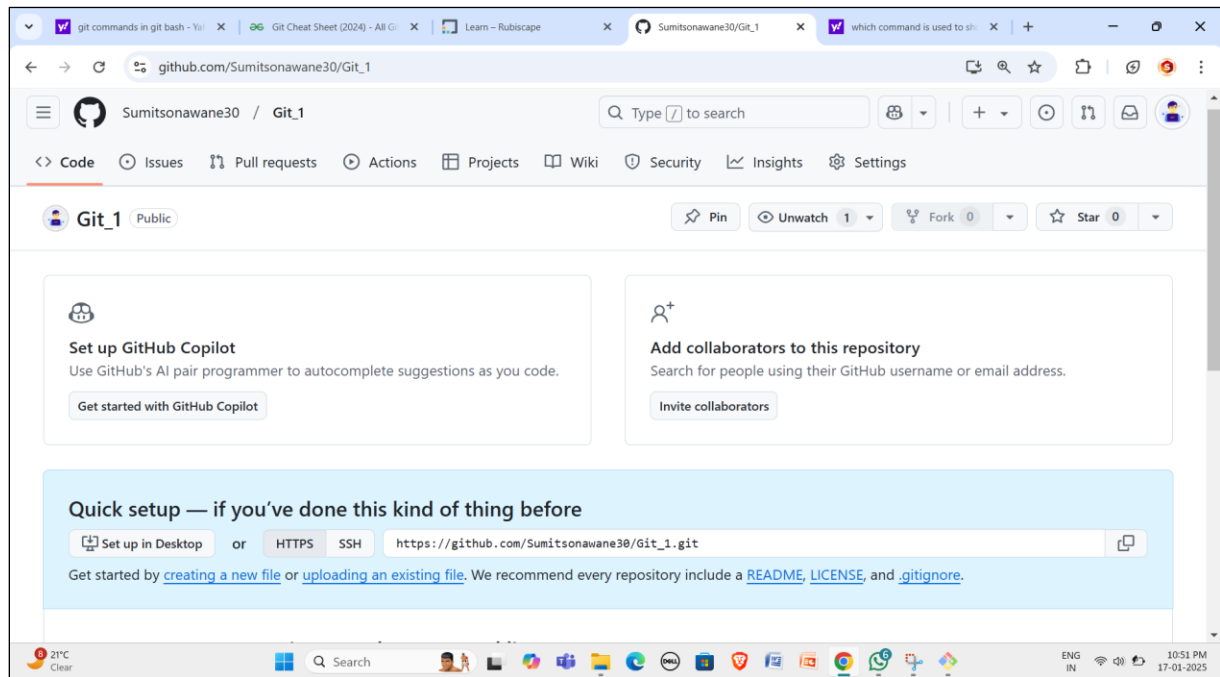 git commands in git bash - Ya
Git Cheat Sheet (2024) - All Gi
Learn – Rubiscape
Sumitsonawane30/Git_1
which command is used to sh
github.com/Sumitsonawane30/Git_1
Sumitsonawane30 / Git_1
Type / to search
Code Issues Pull requests Actions Projects Wiki Security Insights Settings
Git_1 Public
Pin Unwatch 1 Fork 0 Star 0
Set up GitHub Copilot
Use GitHub's AI pair programmer to autocomplete suggestions as you code.
Get started with GitHub Copilot
Add collaborators to this repository
Search for people using their GitHub username or email address.
Invite collaborators
Quick setup — if you've done this kind of thing before
Set up in Desktop or HTTPS SSH https://github.com/Sumitsonawane30/Git_1.git
Get started by creating a new file or uploading an existing file. We recommend every repository include a README, LICENSE, and .gitignore.
8 21°C
Clear
Search
DELL
6
ENG
IN
10:51 PM
17-01-2025